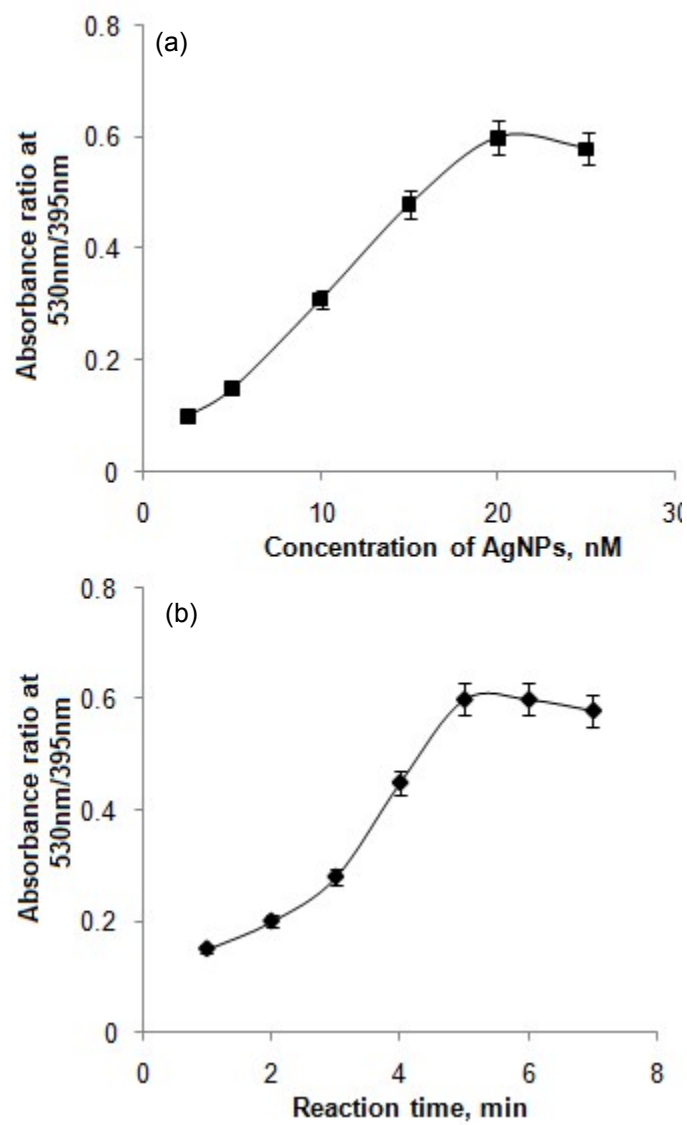 (a)
Absorbance ratio at
530nm/395nm
0.8
0.6
0.4
0.2
0
0 10 20 30
Concentration of AgNPs, nM
(b)
Absorbance ratio at
530nm/395nm
0.8
0.6
0.4
0.2
0
0 2 4 6 8
Reaction time, min